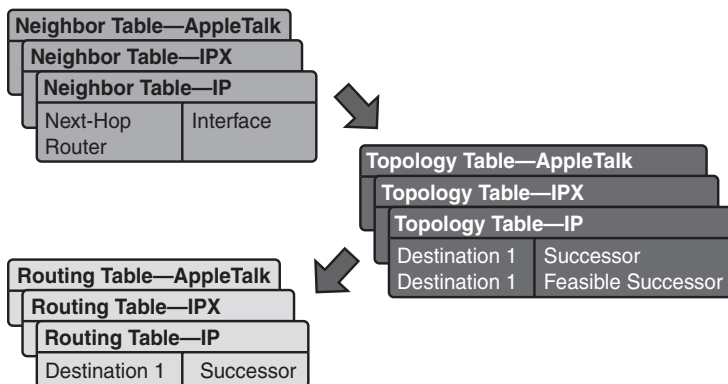 Neighbor Table—AppleTalk
Neighbor Table—IPX
Neighbor Table—IP
Next-Hop Router
Interface
Topology Table—AppleTalk
Topology Table—IPX
Topology Table—IP
Destination 1 Successor
Destination 1 Feasible Successor
Routing Table—AppleTalk
Routing Table—IPX
Routing Table—IP
Destination 1 Successor